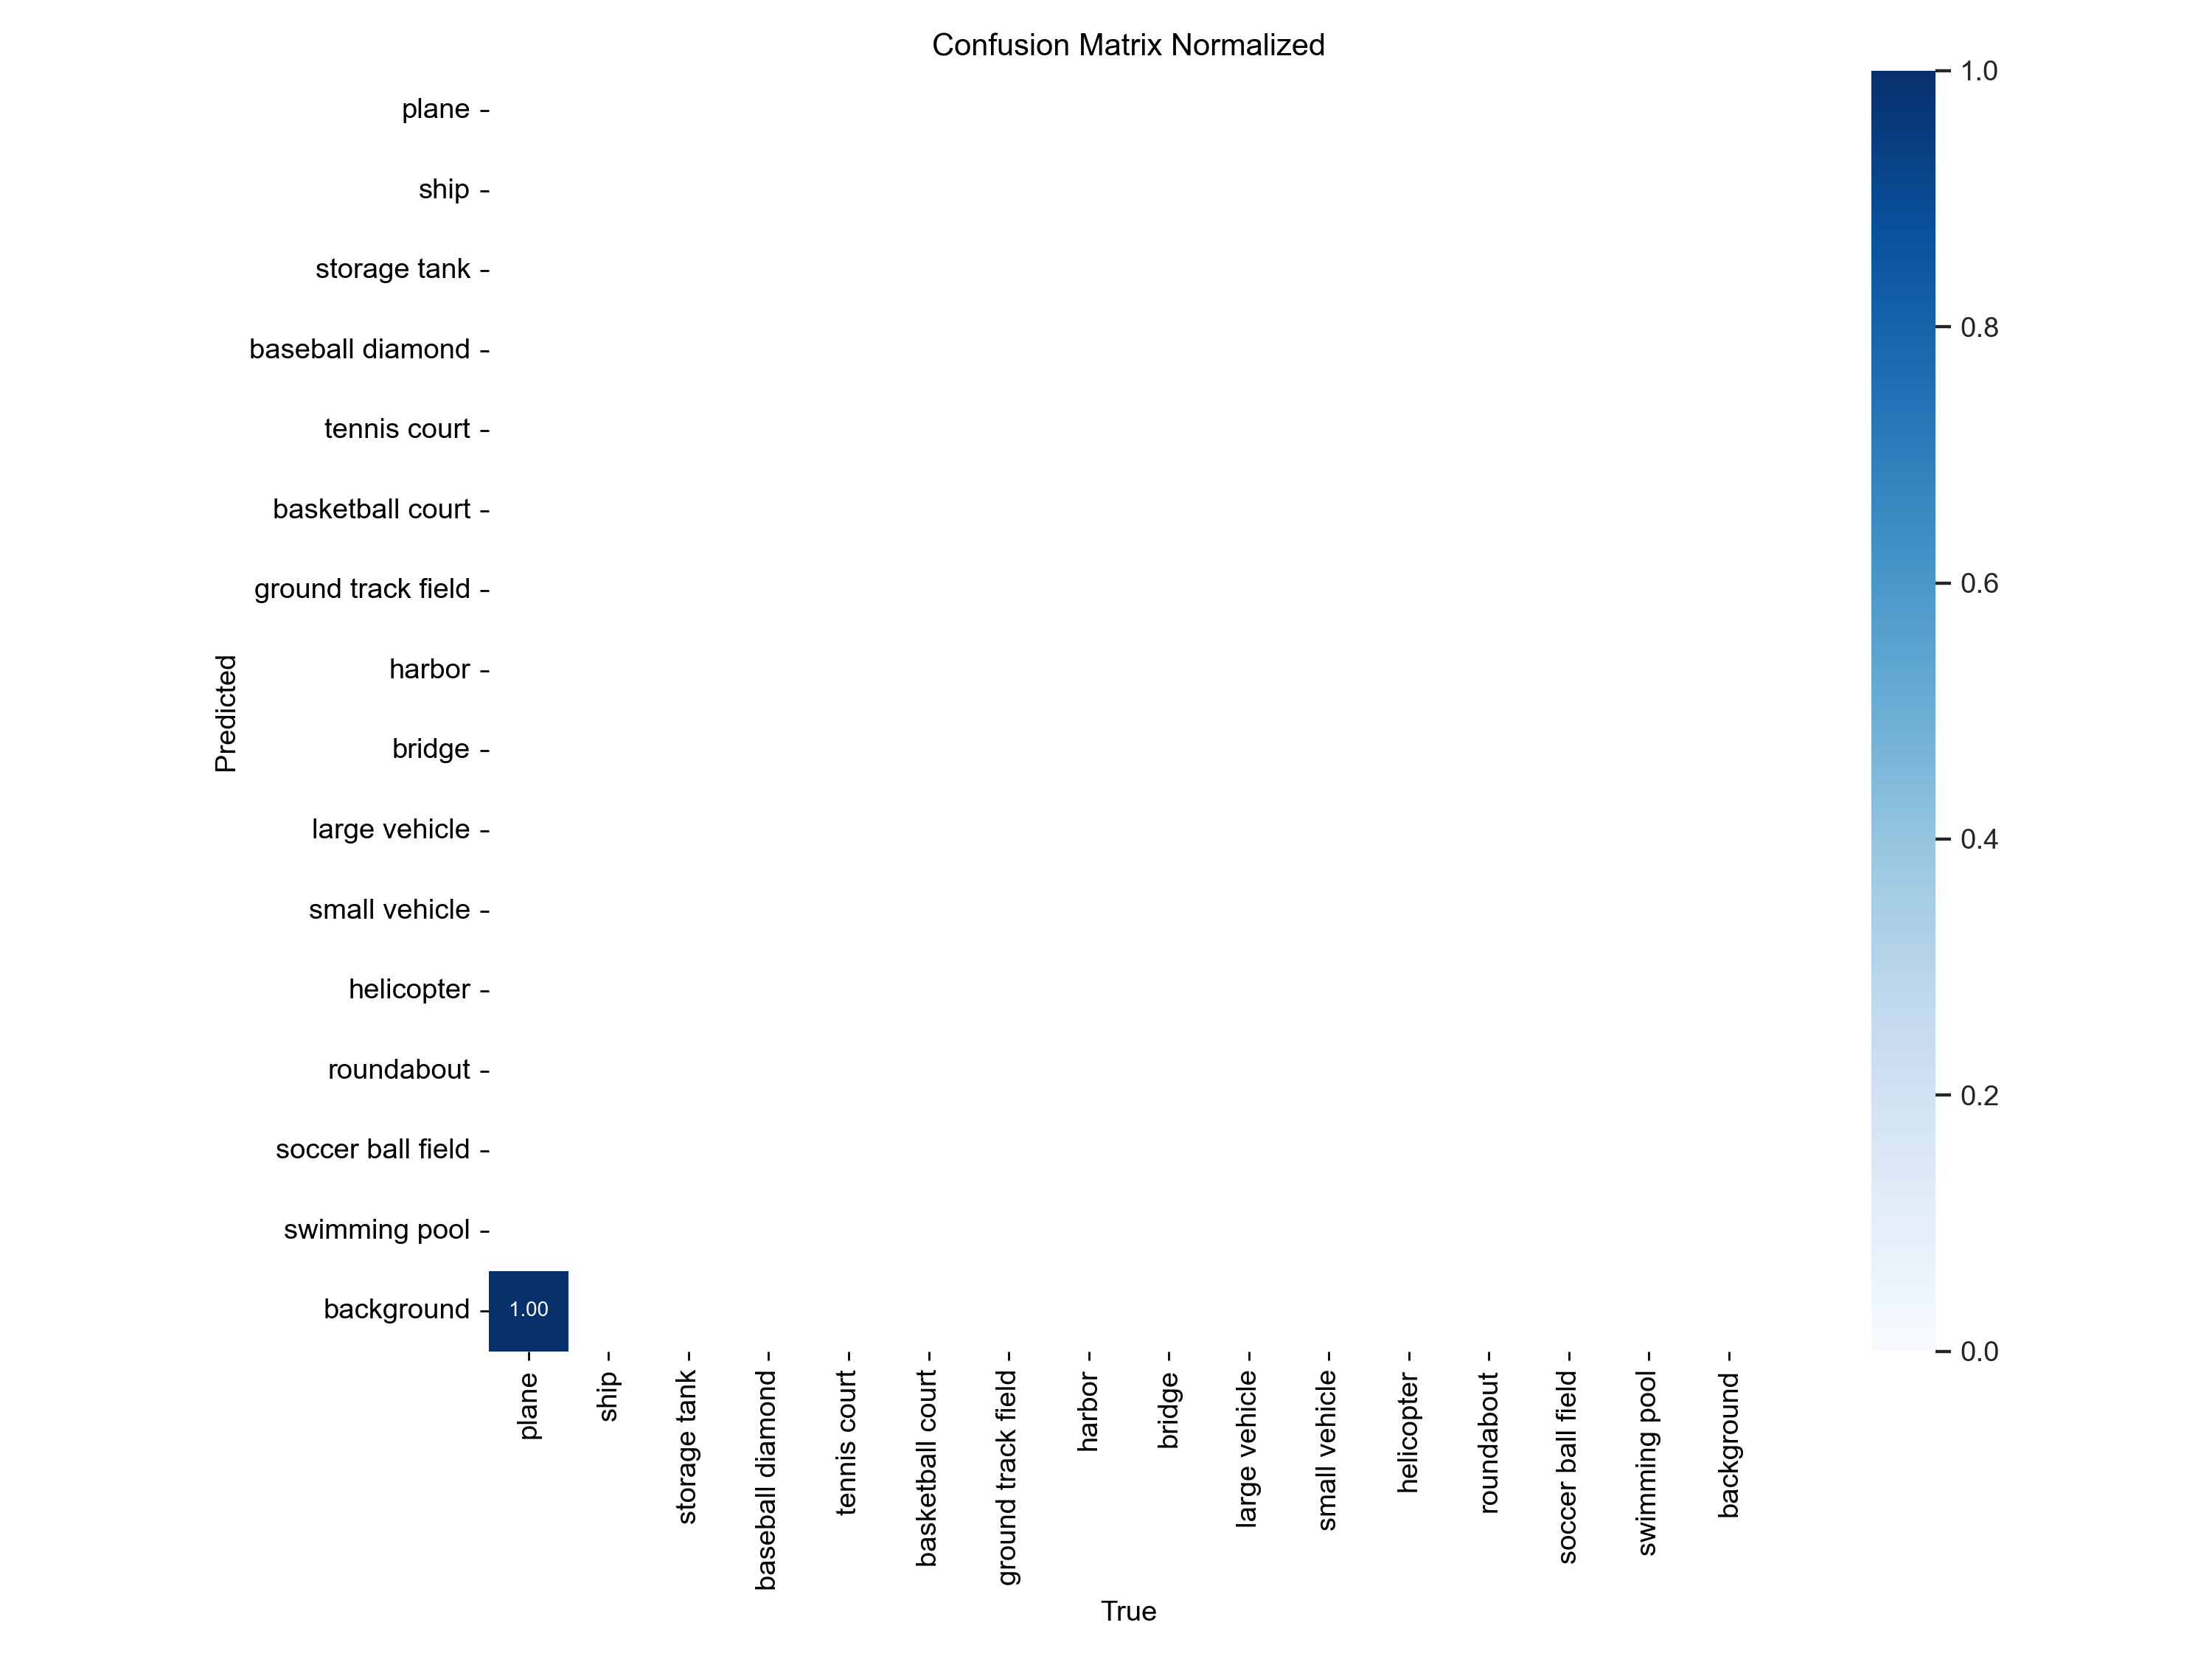 Confusion Matrix Normalized
plane
ship
storage tank
baseball diamond
tennis court
basketball court
ground track field
harbor
bridge
large vehicle
small vehicle
helicopter
roundabout
soccer ball field
swimming pool
background
Predicted
1.00
plane
ship
storage tank
baseball diamond
tennis court
basketball court
ground track field
harbor
bridge
large vehicle
small vehicle
helicopter
roundabout
soccer ball field
swimming pool
background
True
1.0
0.8
0.6
0.4
0.2
0.0